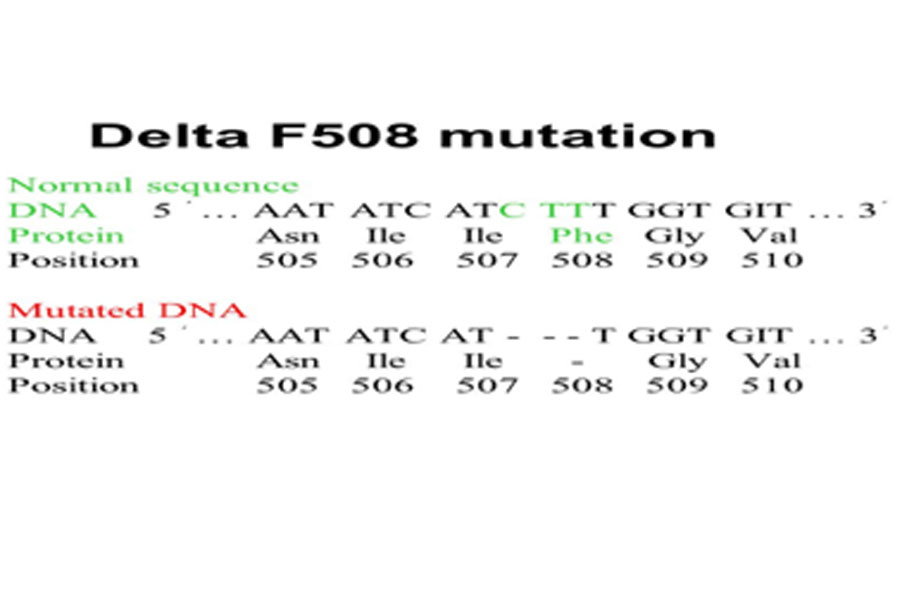 Delta F508 mutation
Normal sequence
DNA 5 ´... AAT ATC ATC TTT GGT GIT ... 3´
Protein Asn Ile Ile Phe Gly Val
Position 505 506 507 508 509 510
Mutated DNA
DNA 5 ´... AAT ATC AT - - - T GGT GIT ... 3´
Protein Asn Ile Ile - Gly Val
Position 505 506 507 508 509 510